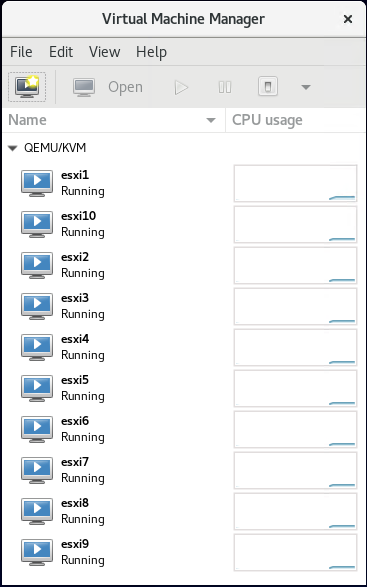 Virtual Machine Manager ×
File Edit View Help
Open
Name CPU usage
QEMU/KVM
esxi1
Running
esxi10
Running
esxi2
Running
esxi3
Running
esxi4
Running
esxi5
Running
esxi6
Running
esxi7
Running
esxi8
Running
esxi9
Running